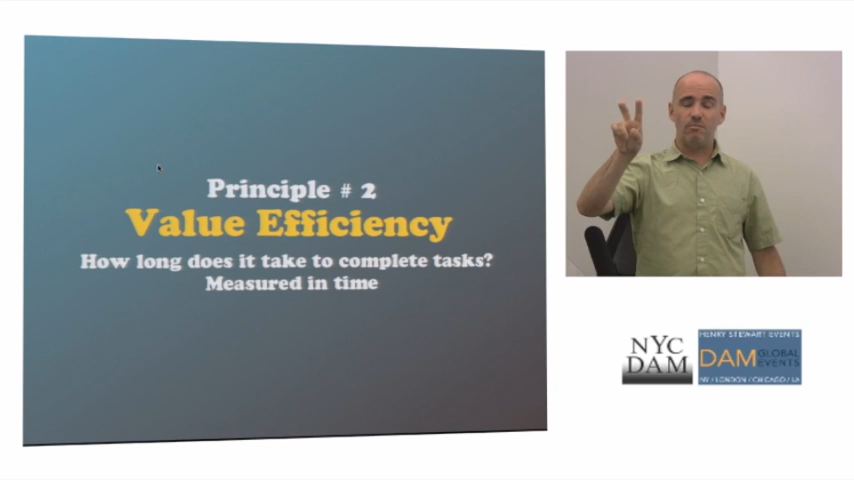 Principle # 2
Value Efficiency
How long does it take to complete tasks?
Measured in time
NYC
DAM
HENRY STEWART EVENTS
DAM GLOBAL
EVENTS
NY / LONDON / CHICAGO / LA